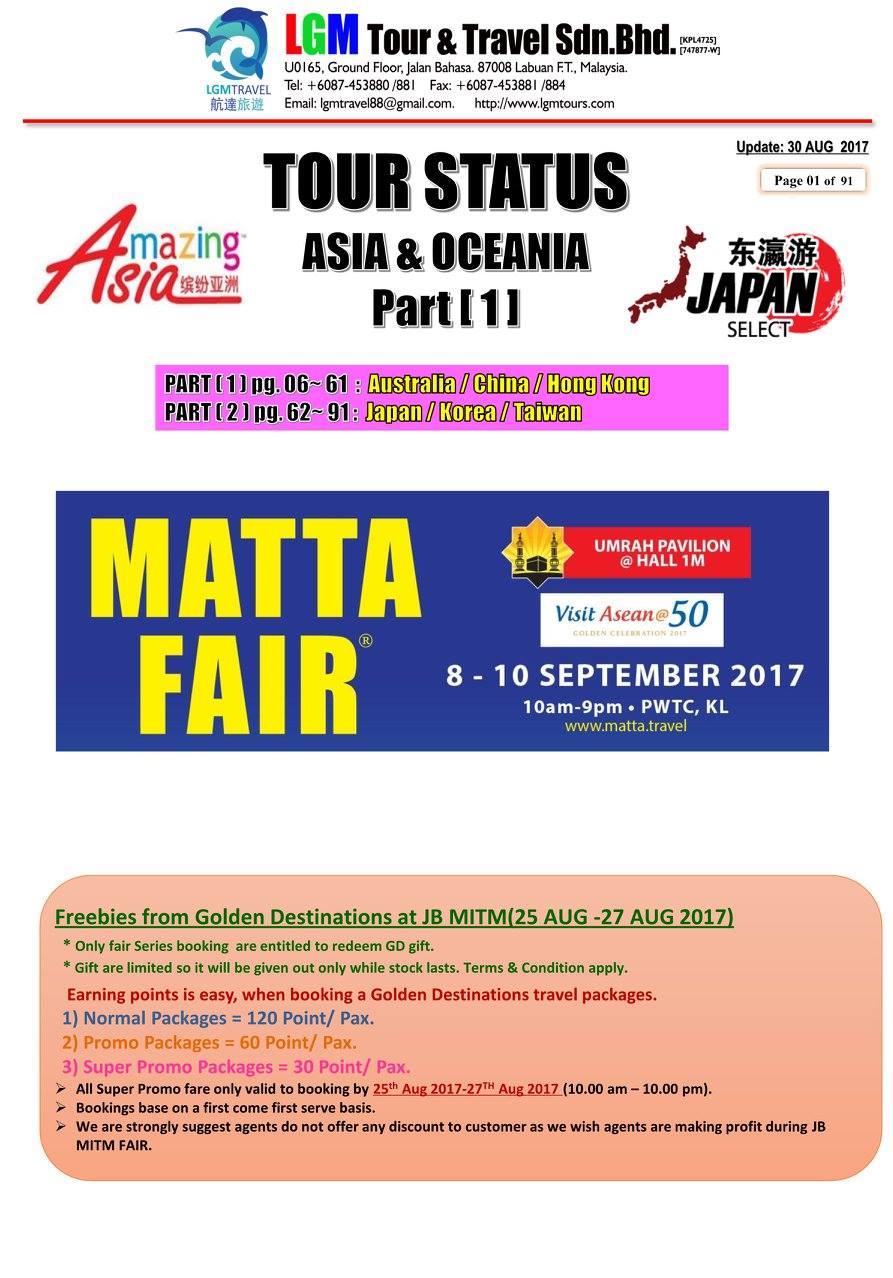 LGM Tour & Travel Sdn.Bhd. [KPL4725]
[747877-W]
U0165, Ground Floor, Jalan Bahasa. 87008 Labuan F.T., Malaysia.
Tel: +6087-453880 /881 Fax: +6087-453881 /884
Email: lgmtravel88@gmail.com. http://www.lgmtours.com
LGMTRAVEL
航達旅遊
Update: 30 AUG 2017
Page 01 of 91
TOUR STATUS
ASIA & OCEANIA
Part [ 1 ]
Amazing™
Asia 缤纷亚洲
东瀛游
JAPAN
SELECT
PART ( 1 ) pg. 06~ 61 : Australia / China / Hong Kong
PART ( 2 ) pg. 62~ 91 : Japan / Korea / Taiwan
MATTA
FAIR®
UMRAH PAVILION
@ HALL 1M
Visit Asean@50
GOLDEN CELEBRATION 2017
8 - 10 SEPTEMBER 2017
10am-9pm • PWTC, KL
www.matta.travel
Freebies from Golden Destinations at JB MITM(25 AUG -27 AUG 2017)
* Only fair Series booking are entitled to redeem GD gift.
* Gift are limited so it will be given out only while stock lasts. Terms & Condition apply.
Earning points is easy, when booking a Golden Destinations travel packages.
1) Normal Packages = 120 Point/ Pax.
2) Promo Packages = 60 Point/ Pax.
3) Super Promo Packages = 30 Point/ Pax.
➢ All Super Promo fare only valid to booking by 25th Aug 2017-27TH Aug 2017 (10.00 am – 10.00 pm).
➢ Bookings base on a first come first serve basis.
➢ We are strongly suggest agents do not offer any discount to customer as we wish agents are making profit during JB
MITM FAIR.